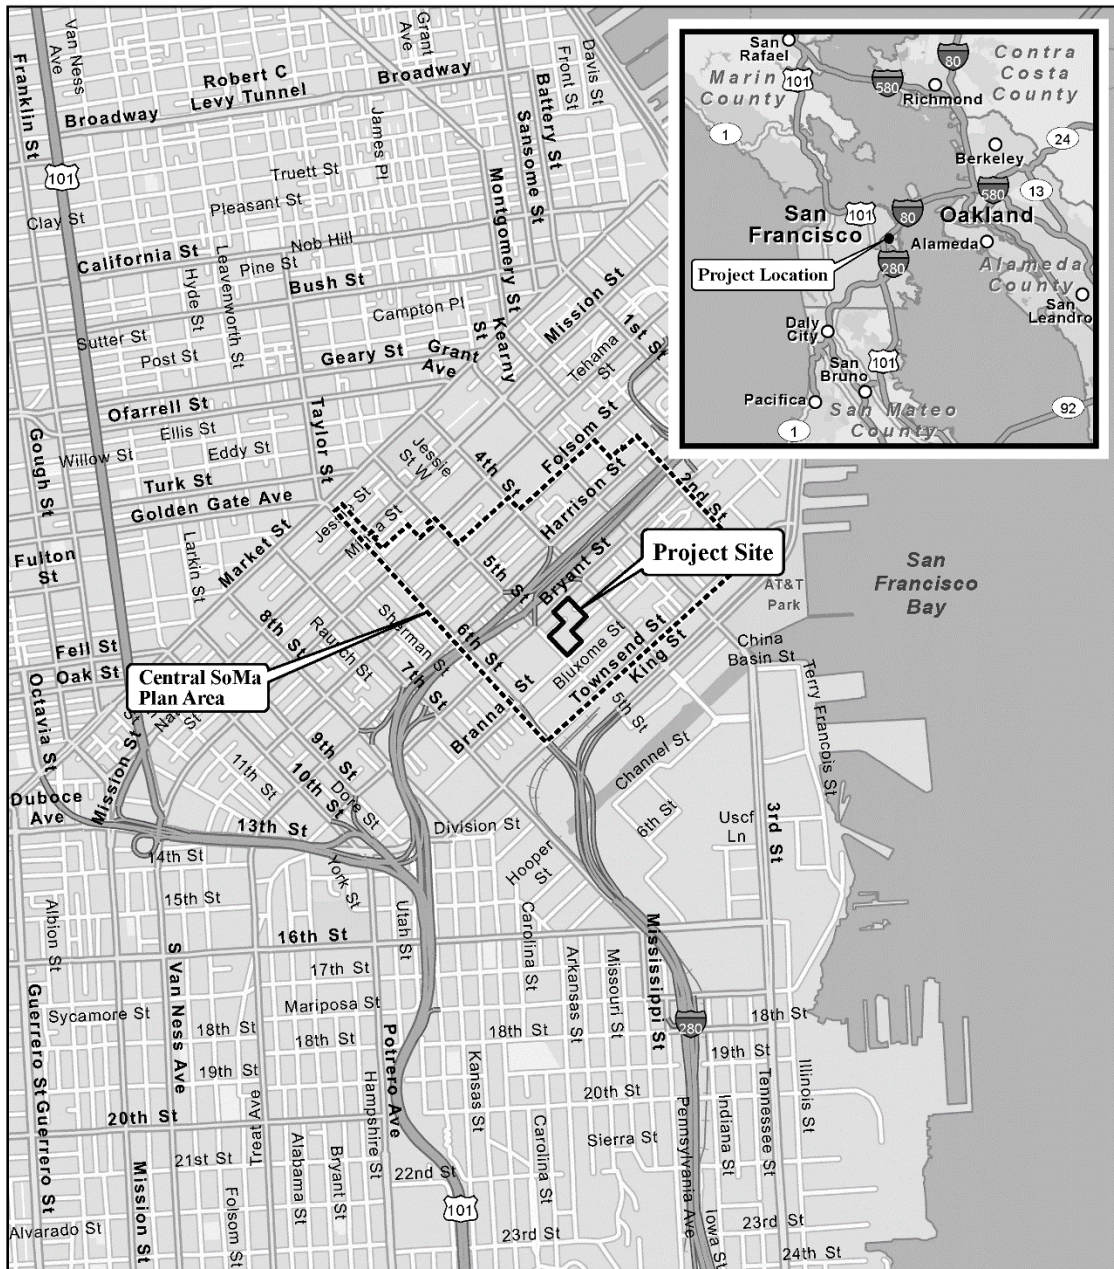 Van Ness
Ave
Grant
Ave
Davis St
Front St
Franklin St
Robert C
Levy Tunnel
Broadway
Broadway
Battery St
Sansome St
James Pl
101
Truett St
Pleasant St
Clay St
Montgomery St
California St
Nob Hill
Leavenworth St
Hyde St
Pine St
Bush St
Mission St
1st St
Campton Pl
Sutter St
Post St
Geary St
Grant
Ave
St
Kearny
Tehama
St
Ofarrell St
Taylor St
Ellis St
Gough St
Willow St
Eddy St
Jessie
St W
4th St
Folsom St
Turk St
Golden Gate Ave
Harrison St
2nd St
Market St
Fulton
St
Larkin St
5th St
Bryant St
Project Site
AT&T
Park
San
Francisco
Bay
8th St
Rausch St
Sherman St
6th St
7th St
Bluxome St
Townsend St
King St
China
Basin St
Terry Francois St
Fell St
Oak St
Central SoMa
Plan Area
Octavia St
Branna
St
5th St
Channel St
Mission St
9th St
10th St
11th St
Dore St
Duboce
Ave
13th St
Division St
6th St
Uscf
Ln
3rd St
14th St
Hooper
St
York St
15th St
Albion St
Utah St
Carolina St
16th St
Mississippi St
S Van Ness Ave
17th St
Arkansas St
Missouri St
Guerrero St
Sycamore St
Mariposa St
18th St
18th St
18th St
280
18th St
19th St
Potrero Ave
19th St
Kansas St
20th St
Illinois St
Tennessee St
Indiana St
Pennsylvania Ave
Guerrero St
20th St
Treat Ave
Hampshire St
Carolina St
Sierra St
21st St
Alabama St
Bryant St
22nd St
Mission St
Folsom St
101
Alvarado St
23rd St
Iowa St
23rd St
24th St
San
Rafael
80
Contra
Costa
County
Marin
County
101
580
Richmond
1
24
Berkeley
580
13
San
Francisco
101
80
Oakland
Alameda
Project Location
280
Alameda
County
San
Leandro
Daly
City
San
Bruno
101
Pacifica
San Mateo
County
92
1